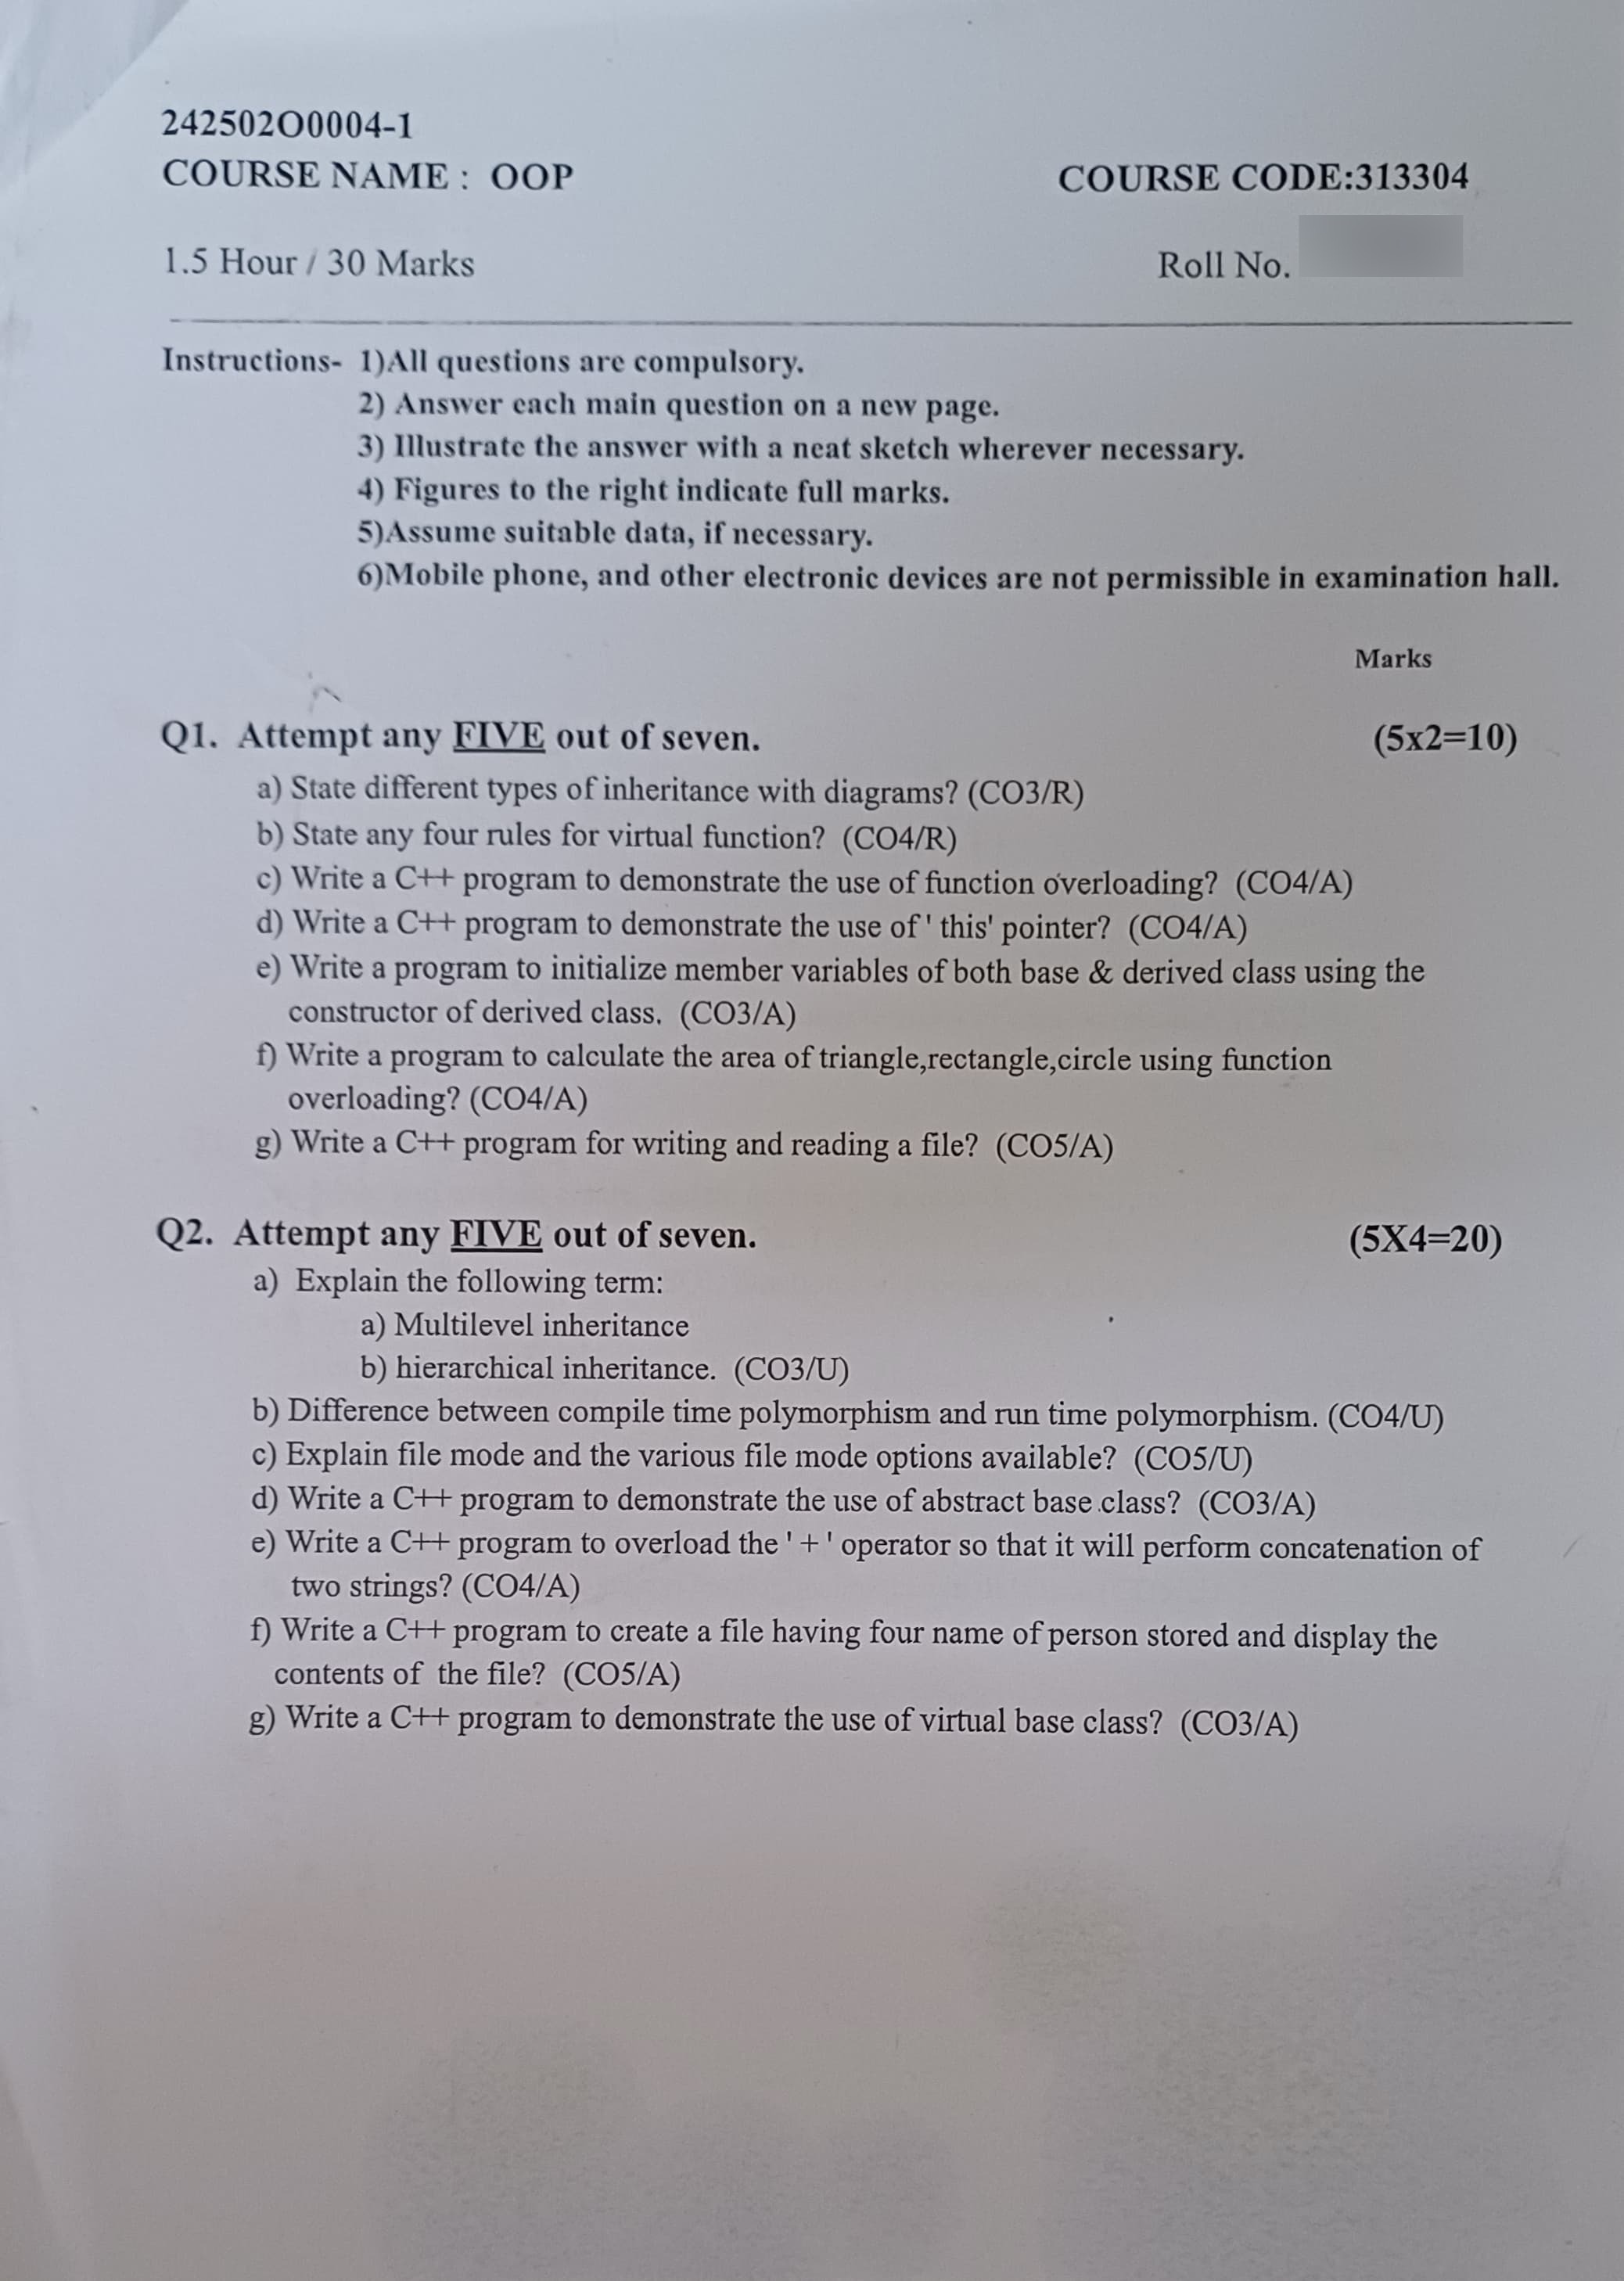 242502O0004-1
COURSE NAME : OOP COURSE CODE:313304
1.5 Hour / 30 Marks Roll No.
Instructions- 1)All questions are compulsory.
2) Answer each main question on a new page.
3) Illustrate the answer with a neat sketch wherever necessary.
4) Figures to the right indicate full marks.
5)Assume suitable data, if necessary.
6)Mobile phone, and other electronic devices are not permissible in examination hall.
Marks
Q1. Attempt any FIVE out of seven. (5x2=10)
a) State different types of inheritance with diagrams? (CO3/R)
b) State any four rules for virtual function? (CO4/R)
c) Write a C++ program to demonstrate the use of function overloading? (CO4/A)
d) Write a C++ program to demonstrate the use of ' this' pointer? (CO4/A)
e) Write a program to initialize member variables of both base & derived class using the
constructor of derived class. (CO3/A)
f) Write a program to calculate the area of triangle,rectangle,circle using function
overloading? (CO4/A)
g) Write a C++ program for writing and reading a file? (CO5/A)
Q2. Attempt any FIVE out of seven. (5X4=20)
a) Explain the following term:
a) Multilevel inheritance
b) hierarchical inheritance. (CO3/U)
b) Difference between compile time polymorphism and run time polymorphism. (CO4/U)
c) Explain file mode and the various file mode options available? (CO5/U)
d) Write a C++ program to demonstrate the use of abstract base class? (CO3/A)
e) Write a C++ program to overload the ' + ' operator so that it will perform concatenation of
two strings? (CO4/A)
f) Write a C++ program to create a file having four name of person stored and display the
contents of the file? (CO5/A)
g) Write a C++ program to demonstrate the use of virtual base class? (CO3/A)